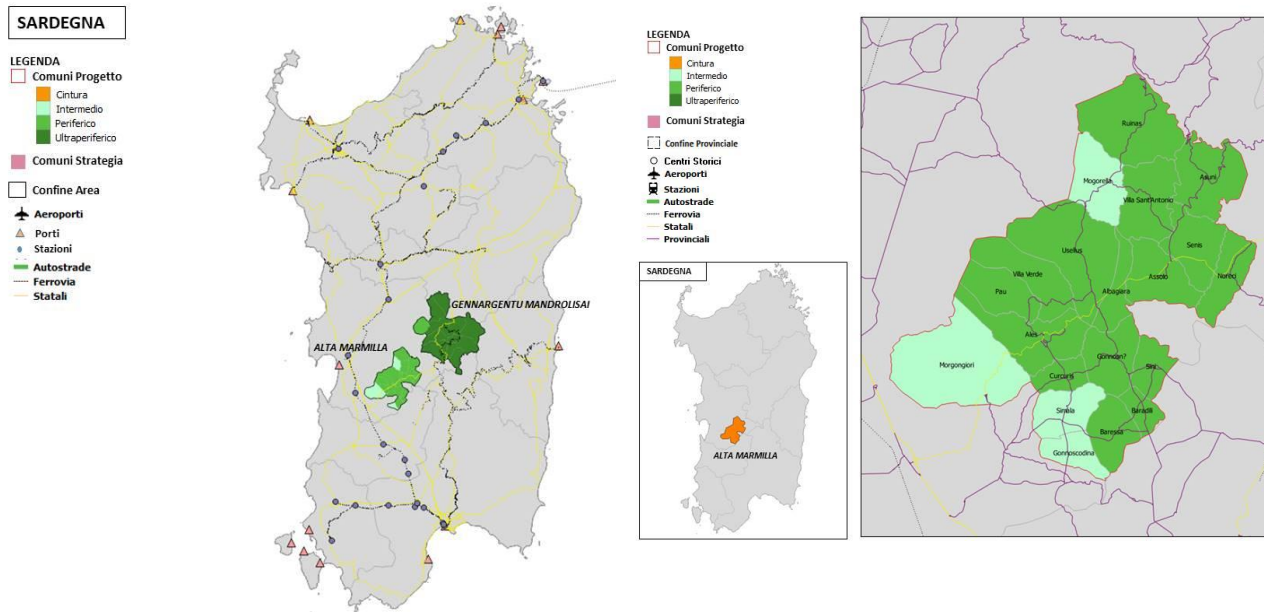 SARDEGNA
LEGENDA
Comuni Progetto
Cintura
Intermedio
Periferico
Ultraperiferico
Comuni Strategia
Confine Area
Aeroporti
Porti
Stazioni
Autostrade
Ferrovia
Statali
GENNARGENTU MANDROLISAI
ALTA MARMILLA
LEGENDA
Comuni Progetto
Cintura
Intermedio
Periferico
Ultraperiferico
Comuni Strategia
Confine Provinciale
Centri Storici
Aeroporti
Stazioni
Autostrade
Ferrovia
Statali
Provinciali
SARDEGNA
ALTA MARMILLA
Ruinas
Mogorella
Asuni
Villa Sant'Antonio
Usellus
Senis
Villa Verde
Assolo
Nureci
Pau
Albagiara
Ales
Gonnosn?
Morgongiori
Curcuris
Sini
Simala
Baradili
Baressa
Gonnoscodina